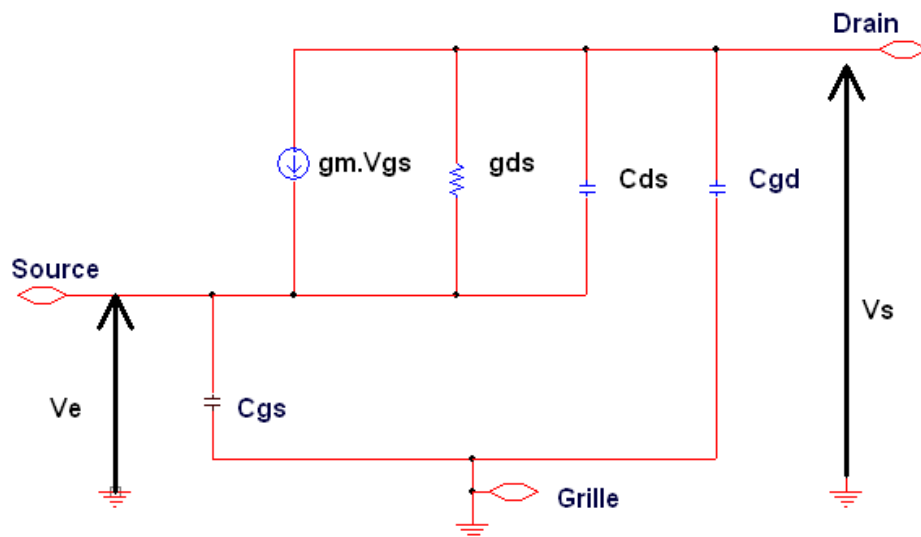 Drain
gm.Vgs
gds
Cds
Cgd
Source
Vs
Ve
Cgs
Grille